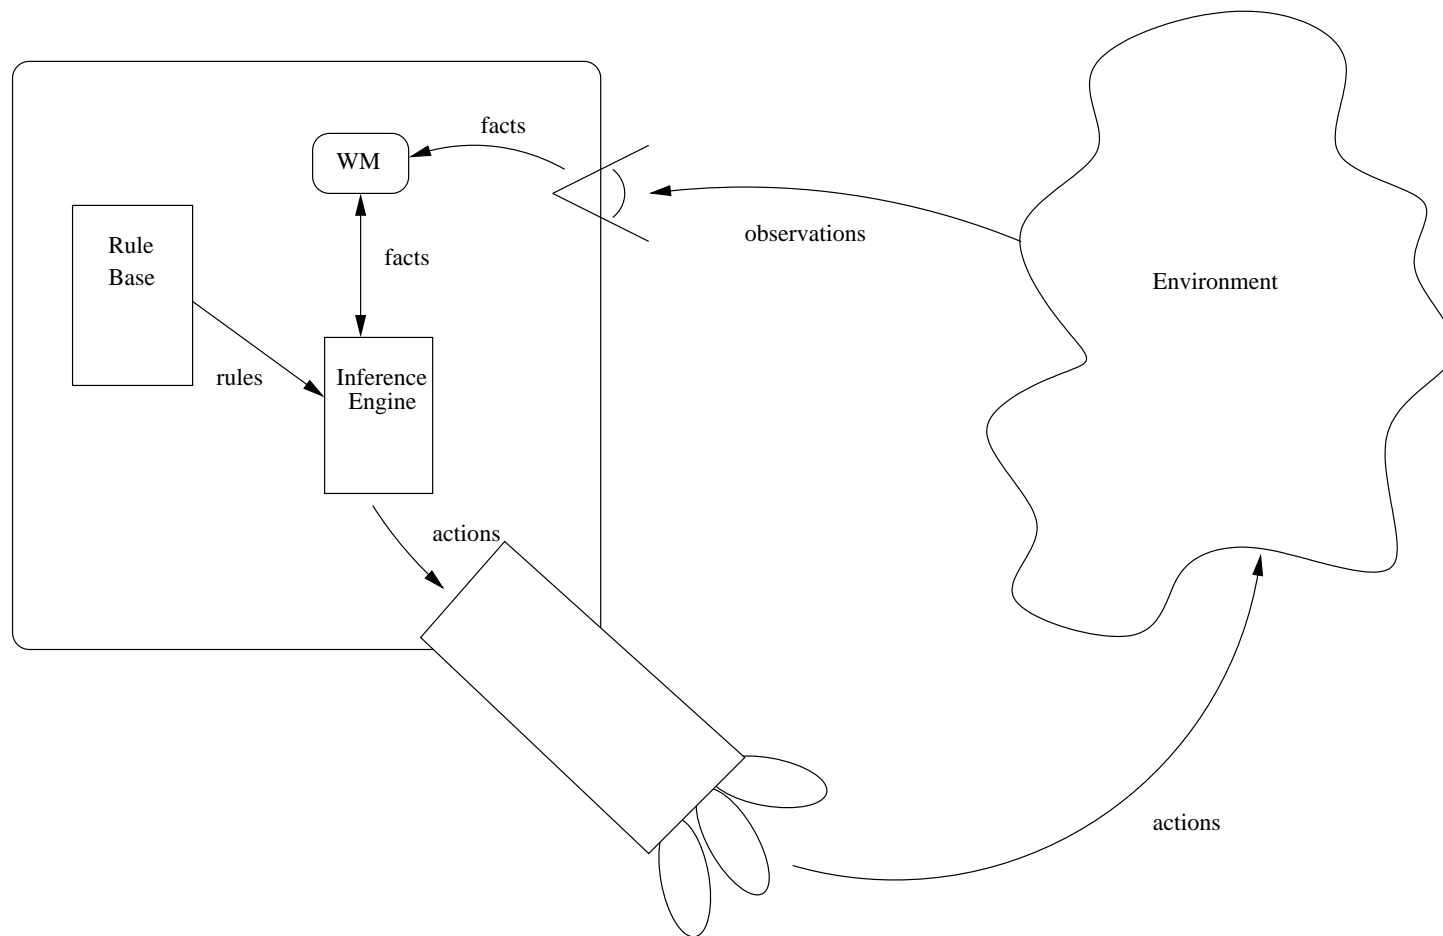 facts
WM
observations
Rule
Base
facts
Environment
rules
Inference
Engine
actions
actions